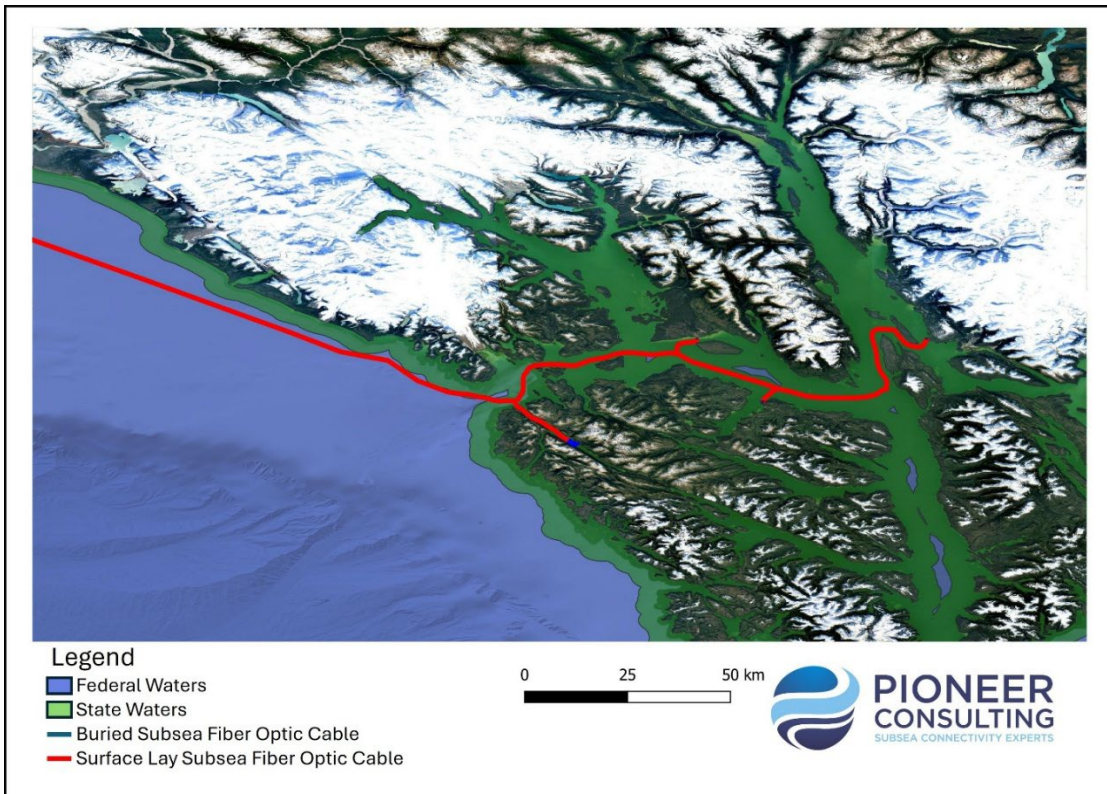 Legend
Federal Waters
State Waters
Buried Subsea Fiber Optic Cable
Surface Lay Subsea Fiber Optic Cable
0 25 50 km
PIONEER
CONSULTING
SUBSEA CONNECTIVITY EXPERTS